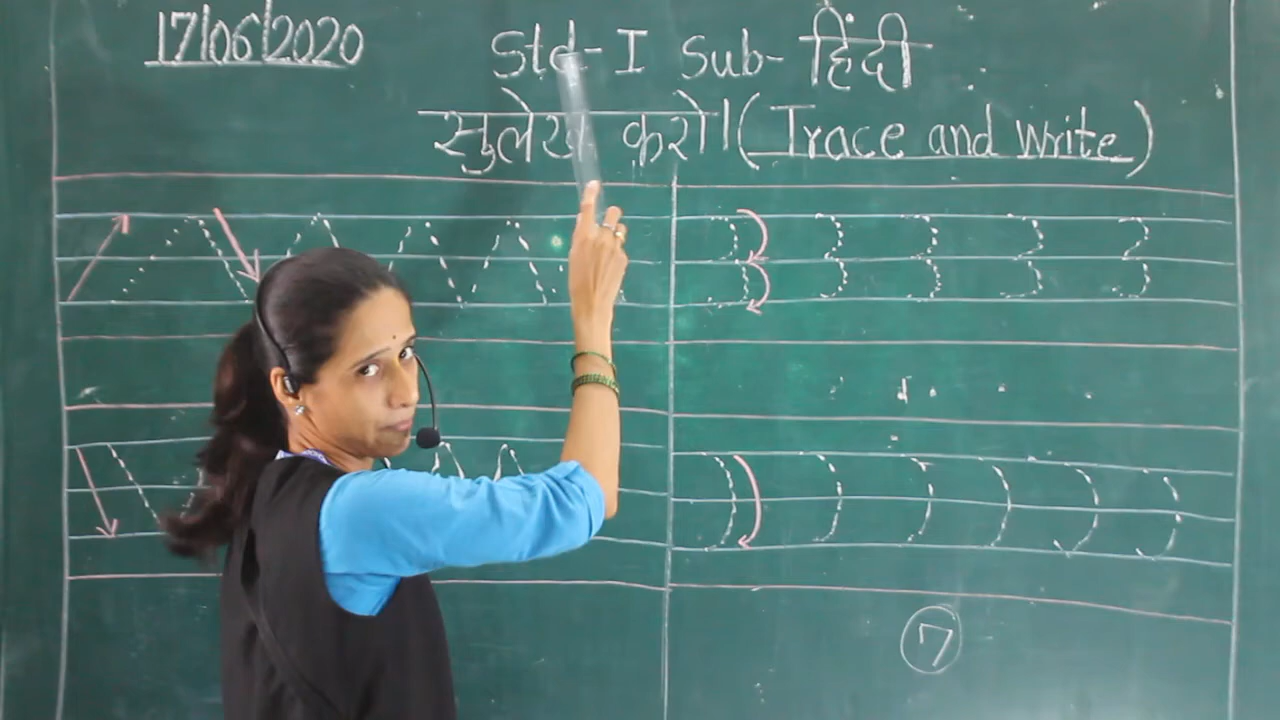 17/06/2020
Std-I Sub-हिंदी
सुलेख करो।(Trace and Write)
7